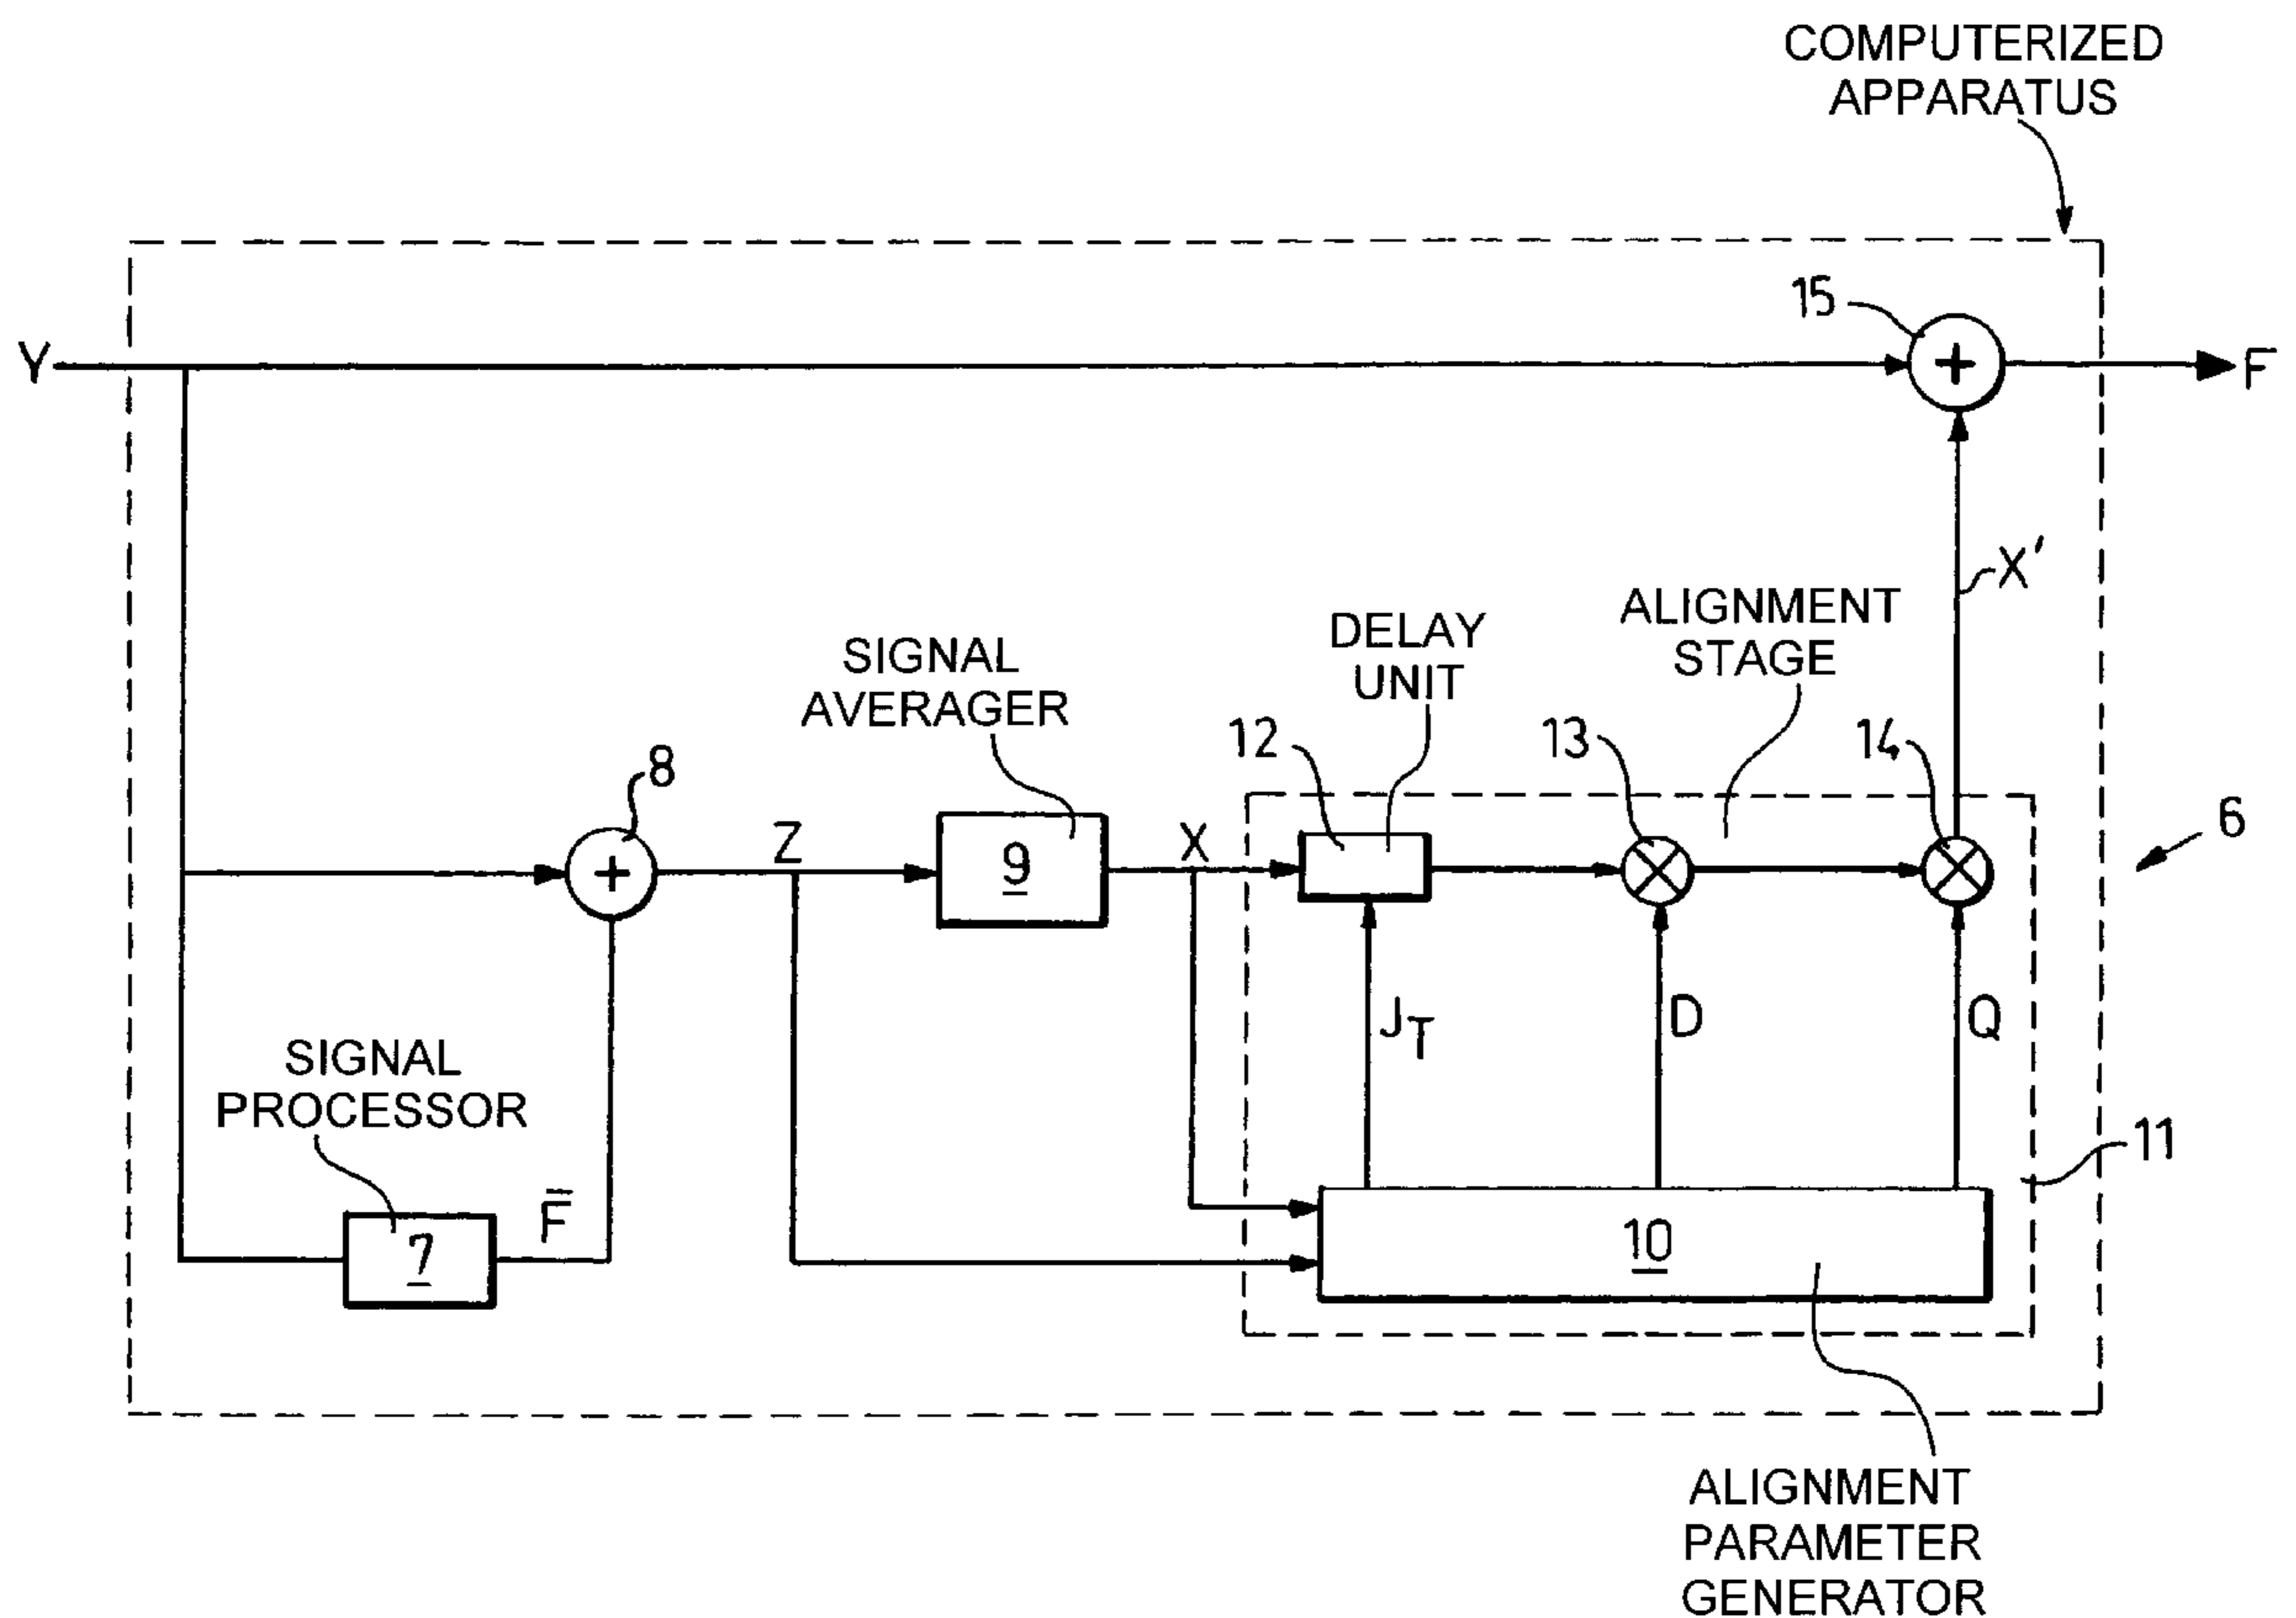 COMPUTERIZED
APPARATUS
15
Y
F
X'
ALIGNMENT
STAGE
DELAY
UNIT
SIGNAL
AVERAGER
12
13
14
8
6
Z
9
X
J_T
D
Q
SIGNAL
PROCESSOR
F̅
7
10
11
ALIGNMENT
PARAMETER
GENERATOR